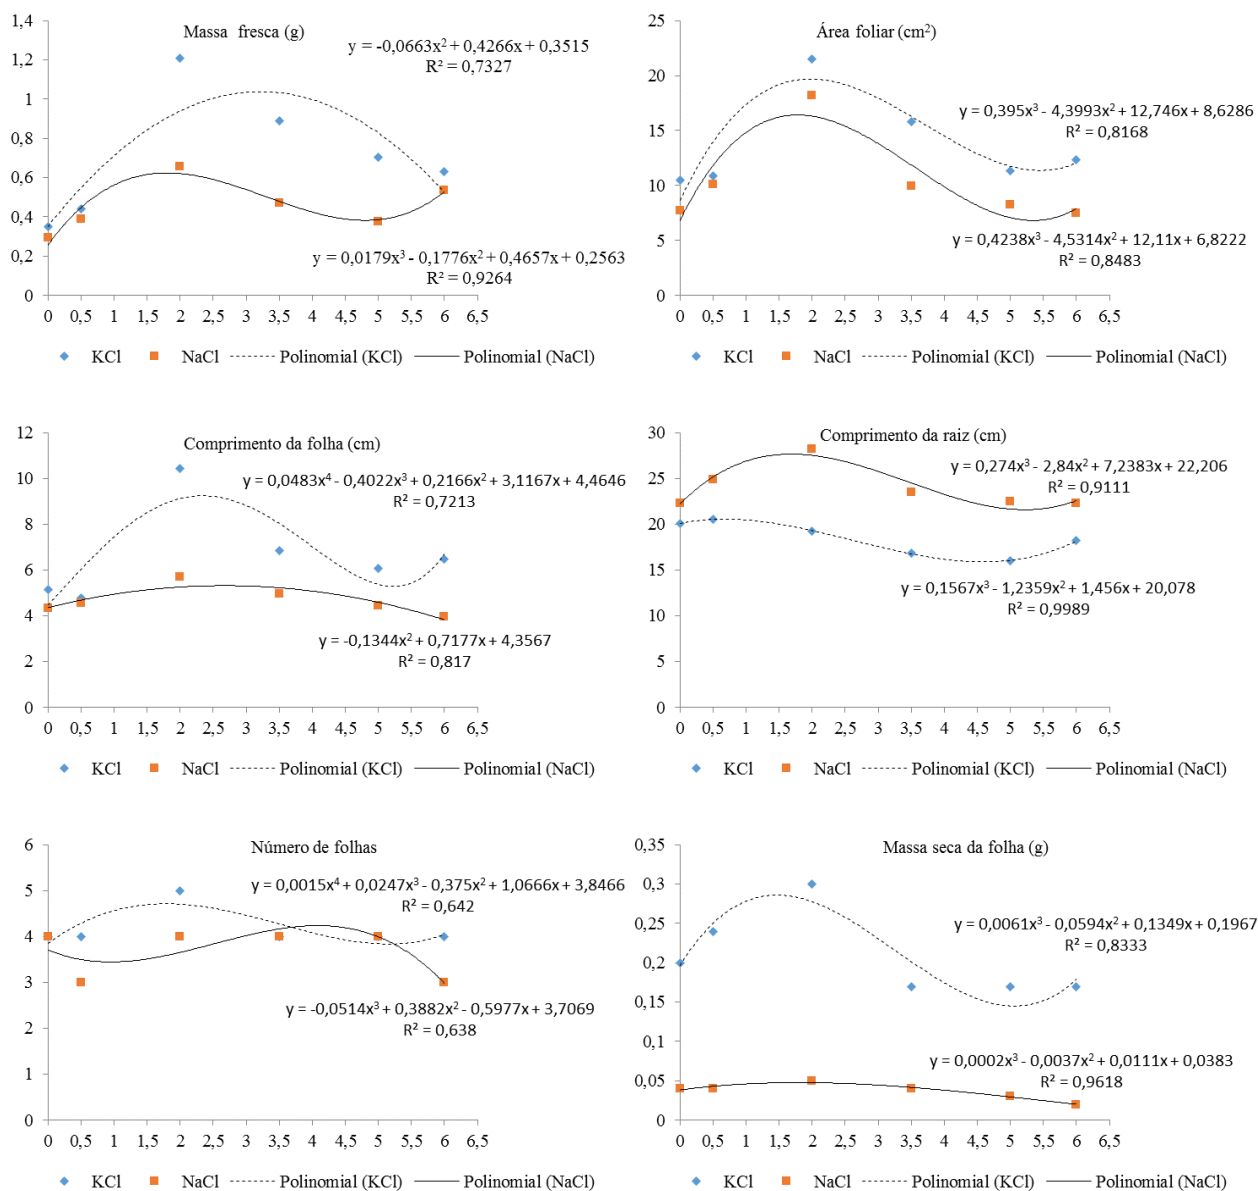 Massa fresca (g)
y = -0,0663x² + 0,4266x + 0,3515
R² = 0,7327
y = 0,0179x³ - 0,1776x² + 0,4657x + 0,2563
R² = 0,9264
1,4
1,2
1
0,8
0,6
0,4
0,2
0
0 0,5 1 1,5 2 2,5 3 3,5 4 4,5 5 5,5 6 6,5
KCl NaCl Polinomial (KCl) Polinomial (NaCl)
Área foliar (cm²)
y = 0,395x³ - 4,3993x² + 12,746x + 8,6286
R² = 0,8168
y = 0,4238x³ - 4,5314x² + 12,11x + 6,8222
R² = 0,8483
25
20
15
10
5
0
0 0,5 1 1,5 2 2,5 3 3,5 4 4,5 5 5,5 6 6,5
KCl NaCl Polinomial (KCl) Polinomial (NaCl)
Comprimento da folha (cm)
y = 0,0483x⁴ - 0,4022x³ + 0,2166x² + 3,1167x + 4,4646
R² = 0,7213
y = -0,1344x² + 0,7177x + 4,3567
R² = 0,817
12
10
8
6
4
2
0
0 0,5 1 1,5 2 2,5 3 3,5 4 4,5 5 5,5 6 6,5
KCl NaCl Polinomial (KCl) Polinomial (NaCl)
Comprimento da raiz (cm)
y = 0,274x³ - 2,84x² + 7,2383x + 22,206
R² = 0,9111
y = 0,1567x³ - 1,2359x² + 1,456x + 20,078
R² = 0,9989
30
25
20
15
10
5
0
0 0,5 1 1,5 2 2,5 3 3,5 4 4,5 5 5,5 6 6,5
KCl NaCl Polinomial (KCl) Polinomial (NaCl)
Número de folhas
y = 0,0015x⁴ + 0,0247x³ - 0,375x² + 1,0666x + 3,8466
R² = 0,642
y = -0,0514x³ + 0,3882x² - 0,5977x + 3,7069
R² = 0,638
6
5
4
3
2
1
0
0 0,5 1 1,5 2 2,5 3 3,5 4 4,5 5 5,5 6 6,5
KCl NaCl Polinomial (KCl) Polinomial (NaCl)
Massa seca da folha (g)
y = 0,0061x³ - 0,0594x² + 0,1349x + 0,1967
R² = 0,8333
y = 0,0002x³ - 0,0037x² + 0,0111x + 0,0383
R² = 0,9618
0,35
0,3
0,25
0,2
0,15
0,1
0,05
0
0 0,5 1 1,5 2 2,5 3 3,5 4 4,5 5 5,5 6 6,5
KCl NaCl Polinomial (KCl) Polinomial (NaCl)